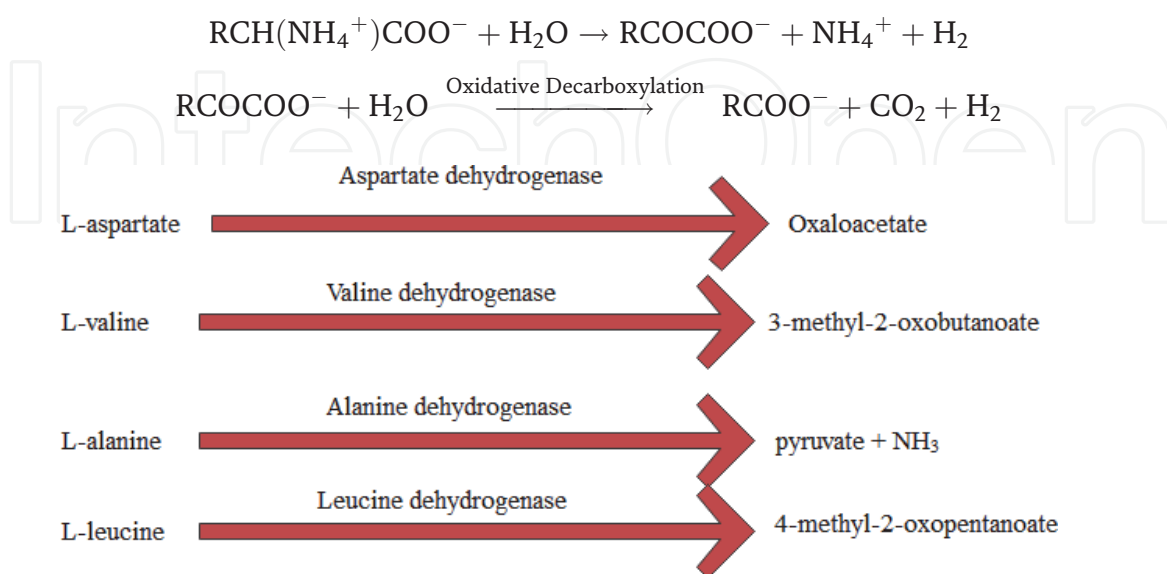 RCH(NH₄⁺)COO⁻ + H₂O → RCOCOO⁻ + NH₄⁺ + H₂
Oxidative Decarboxylation
RCOCOO⁻ + H₂O ⟶ RCOO⁻ + CO₂ + H₂
IntechOpen
Aspartate dehydrogenase
L-aspartate Oxaloacetate
Valine dehydrogenase
L-valine 3-methyl-2-oxobutanoate
Alanine dehydrogenase
L-alanine pyruvate + NH₃
Leucine dehydrogenase
L-leucine 4-methyl-2-oxopentanoate